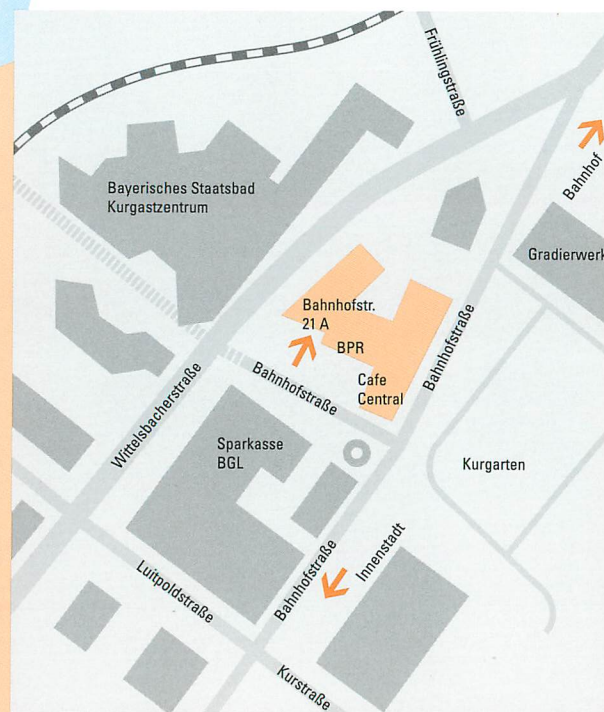 Frühlingstraße
Bahnhof
Bayerisches Staatsbad
Kurgastzentrum
Gradierwerk
Bahnhofstr.
21 A
BPR
Cafe
Central
Bahnhofstraße
Bahnhofstraße
Wittelsbacherstraße
Sparkasse
BGL
Kurgarten
Innenstadt
Bahnhofstraße
Luitpoldstraße
Kurstraße